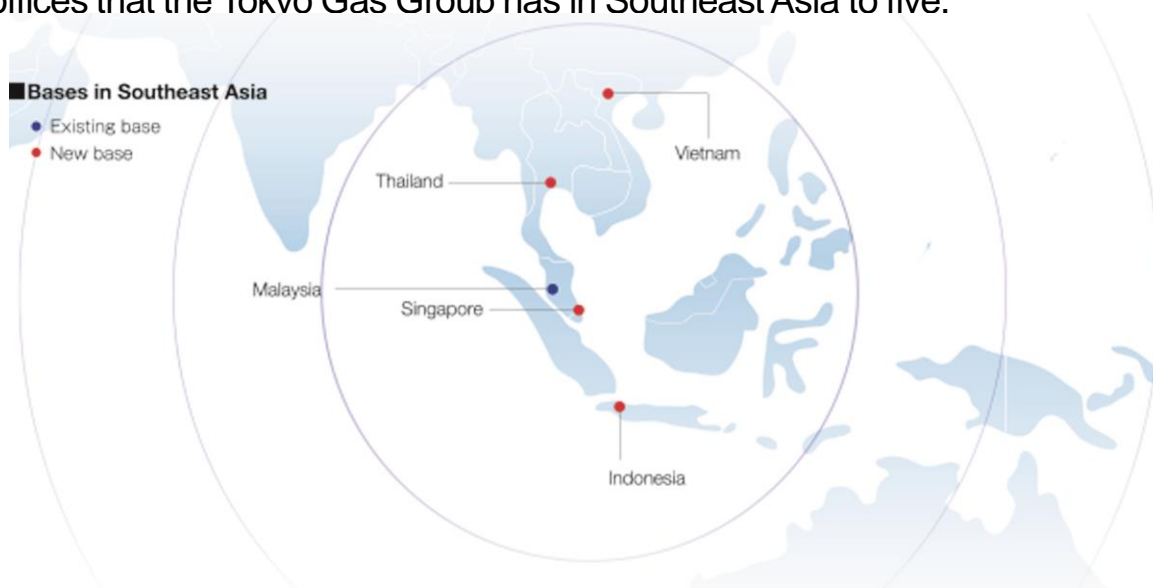 offices that the Tokyo Gas Group has in Southeast Asia to five.
■Bases in Southeast Asia
● Existing base
● New base
Vietnam
Thailand
Malaysia
Singapore
Indonesia